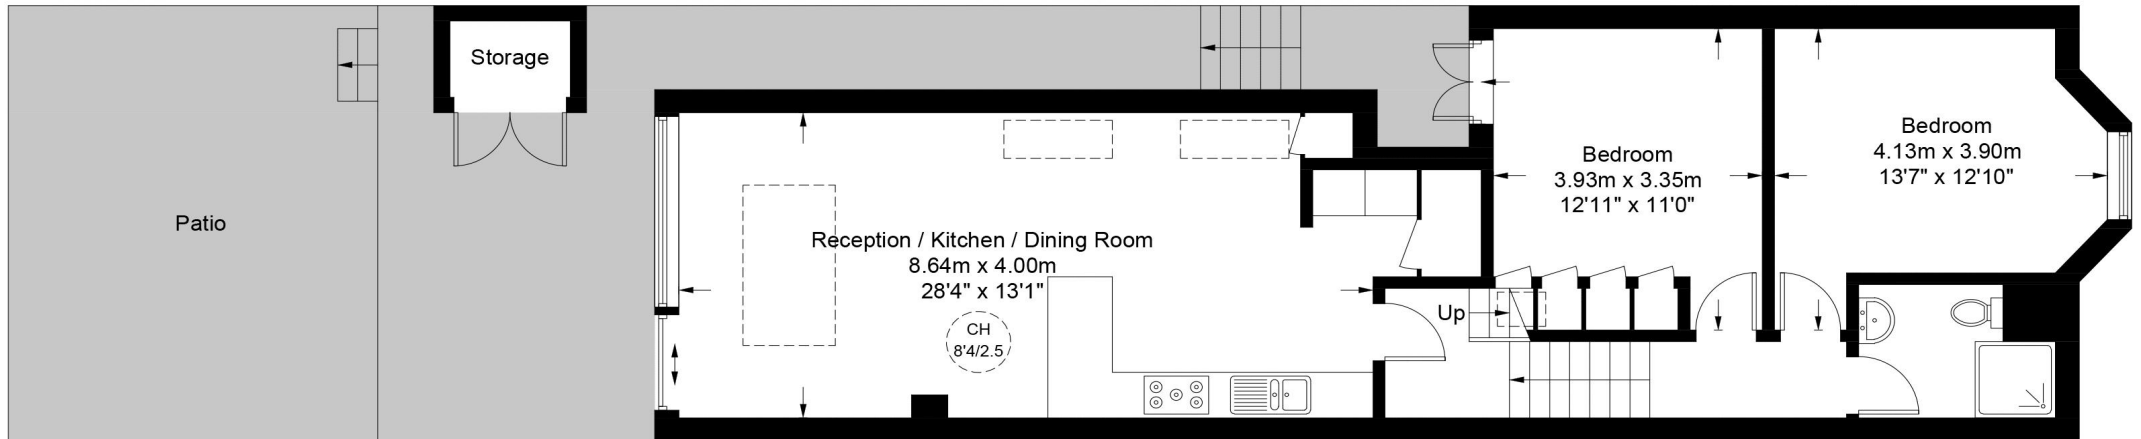 Storage
Patio
Reception / Kitchen / Dining Room
8.64m x 4.00m
28'4" x 13'1"
CH
8'4/2.5
Up
Bedroom
3.93m x 3.35m
12'11" x 11'0"
Bedroom
4.13m x 3.90m
13'7" x 12'10"